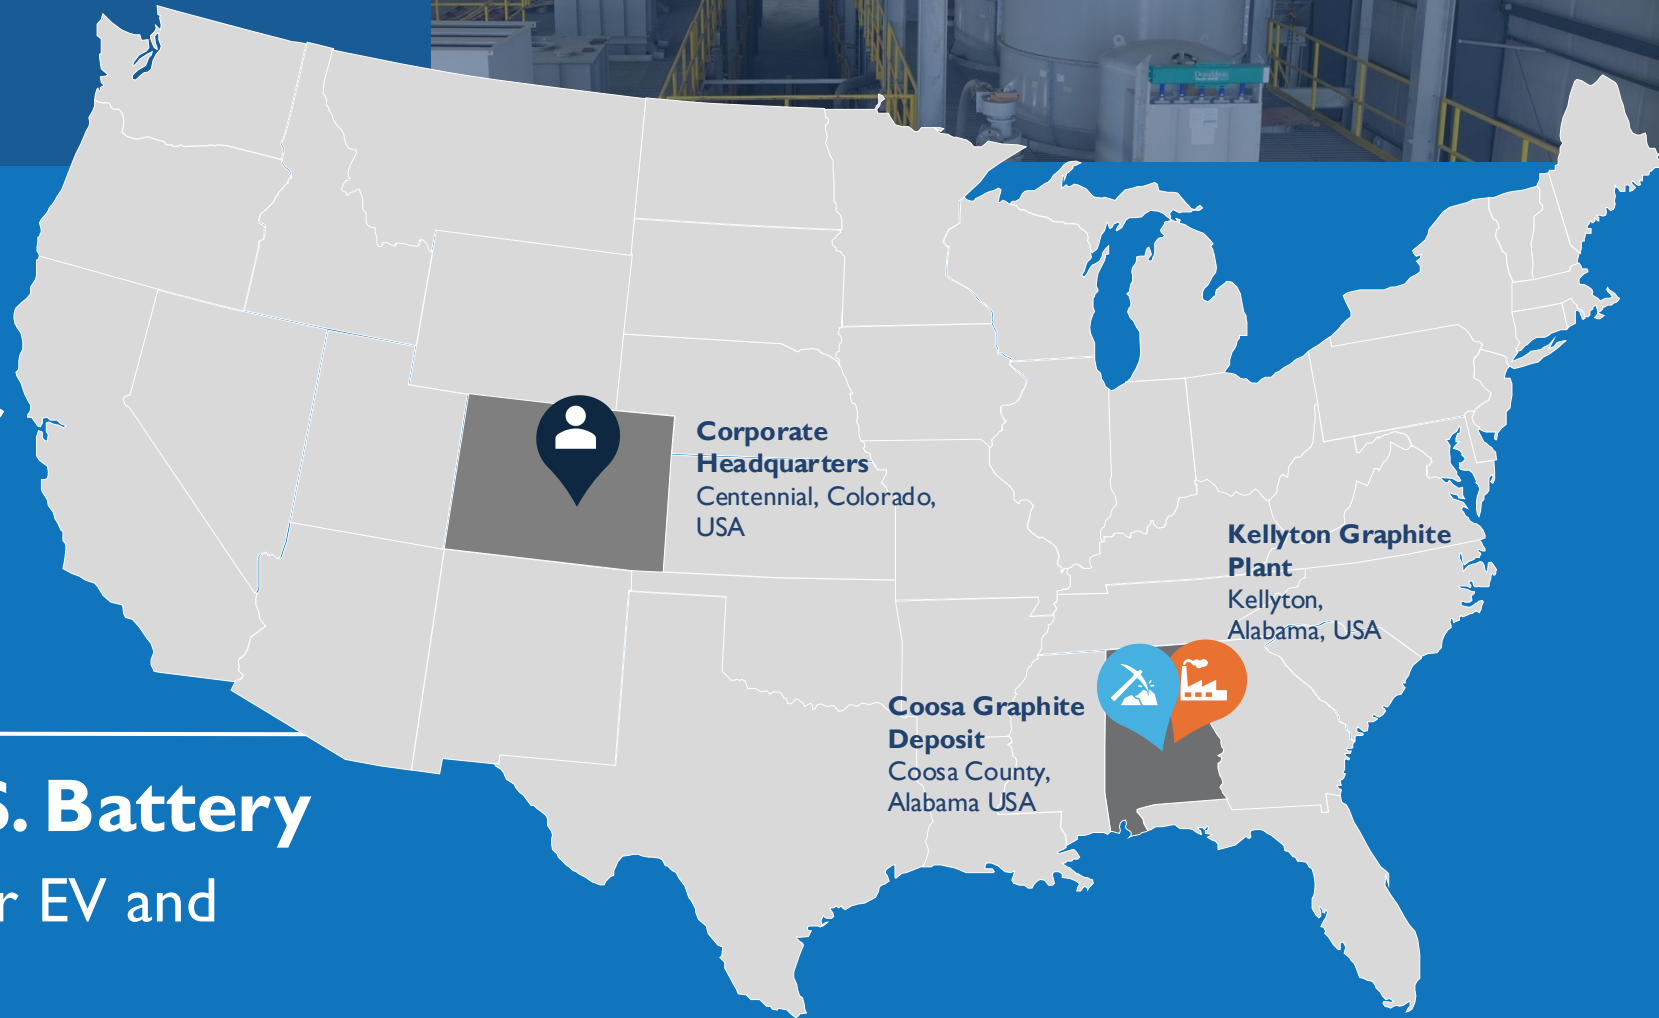 Donaldson
Corporate
Headquarters
Centennial, Colorado,
USA
Kellyton Graphite
Plant
Kellyton,
Alabama, USA
Coosa Graphite
Deposit
Coosa County,
Alabama USA
S. Battery
r EV and